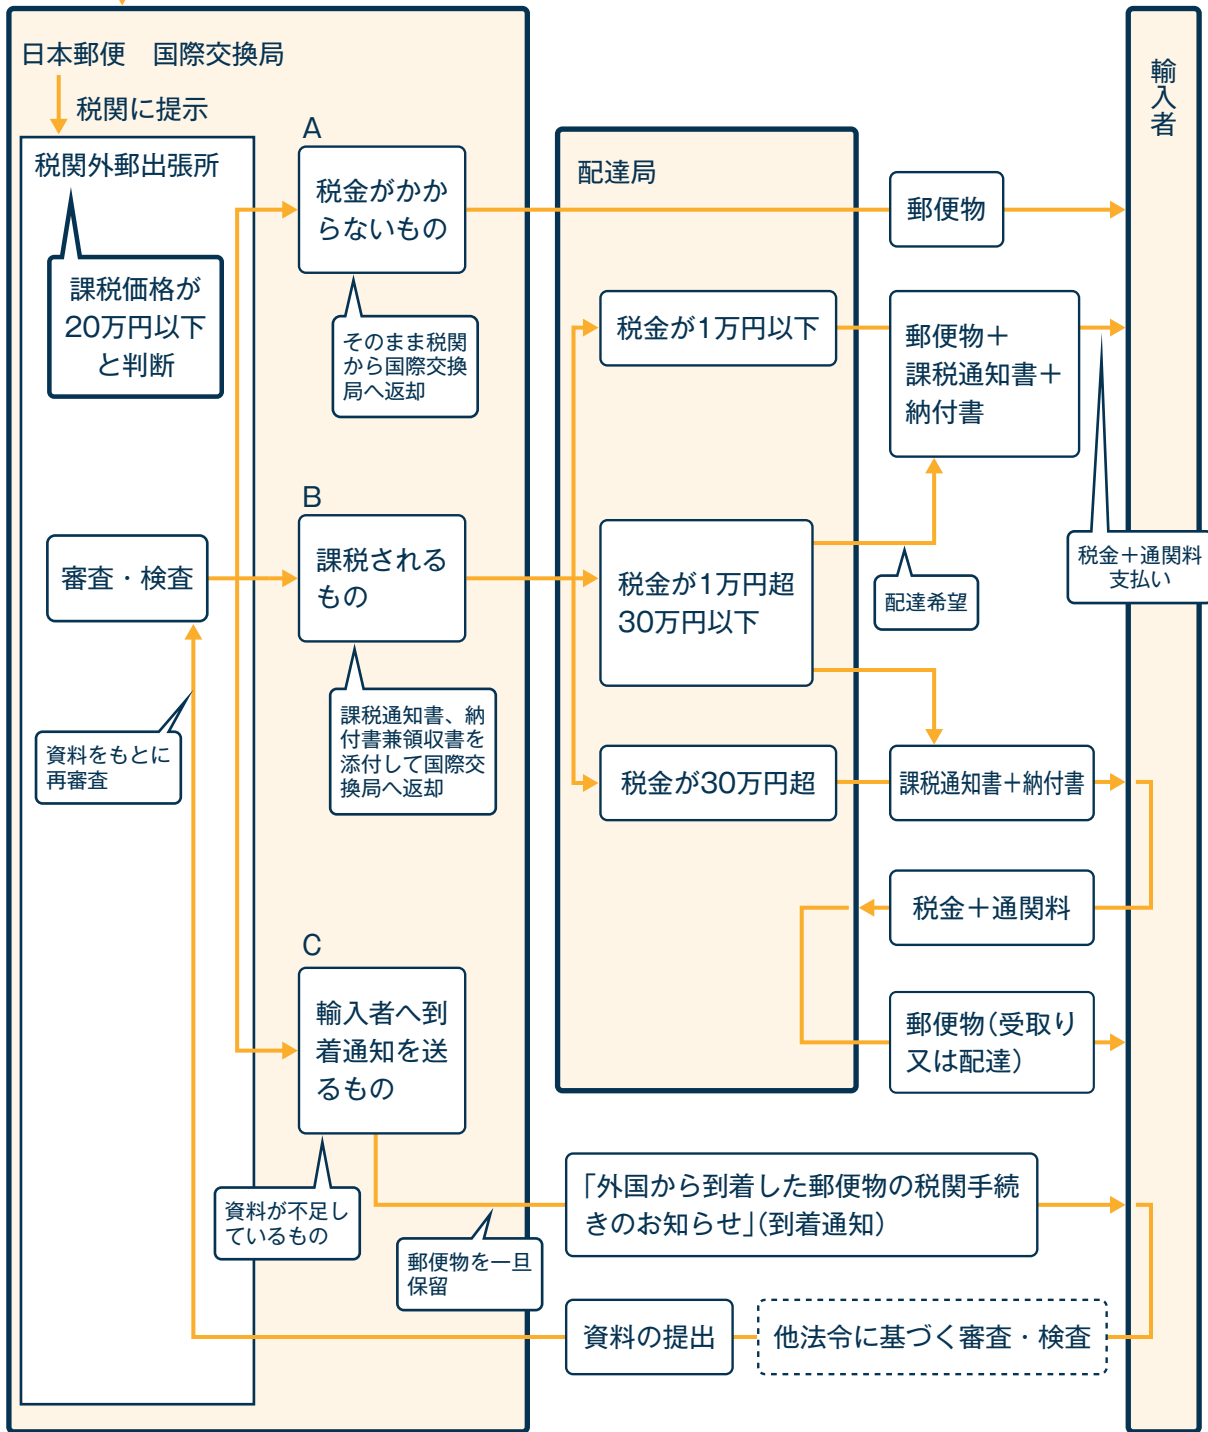 日本郵便　国際交換局
税関に提示
税関外郵出張所
課税価格が
20万円以下
と判断
審査・検査
資料をもとに
再審査
A
税金がかか
らないもの
そのまま税関
から国際交換
局へ返却
B
課税される
もの
課税通知書、納
付書兼領収書を
添付して国際交
換局へ返却
C
輸入者へ到
着通知を送
るもの
資料が不足し
ているもの
郵便物を一旦
保留
配達局
税金が1万円以下
税金が1万円超
30万円以下
税金が30万円超
郵便物
郵便物＋
課税通知書＋
納付書
配達希望
税金＋通関料
支払い
課税通知書＋納付書
税金＋通関料
郵便物（受取り
又は配達）
「外国から到着した郵便物の税関手続
きのお知らせ」（到着通知）
資料の提出
他法令に基づく審査・検査
輸入者